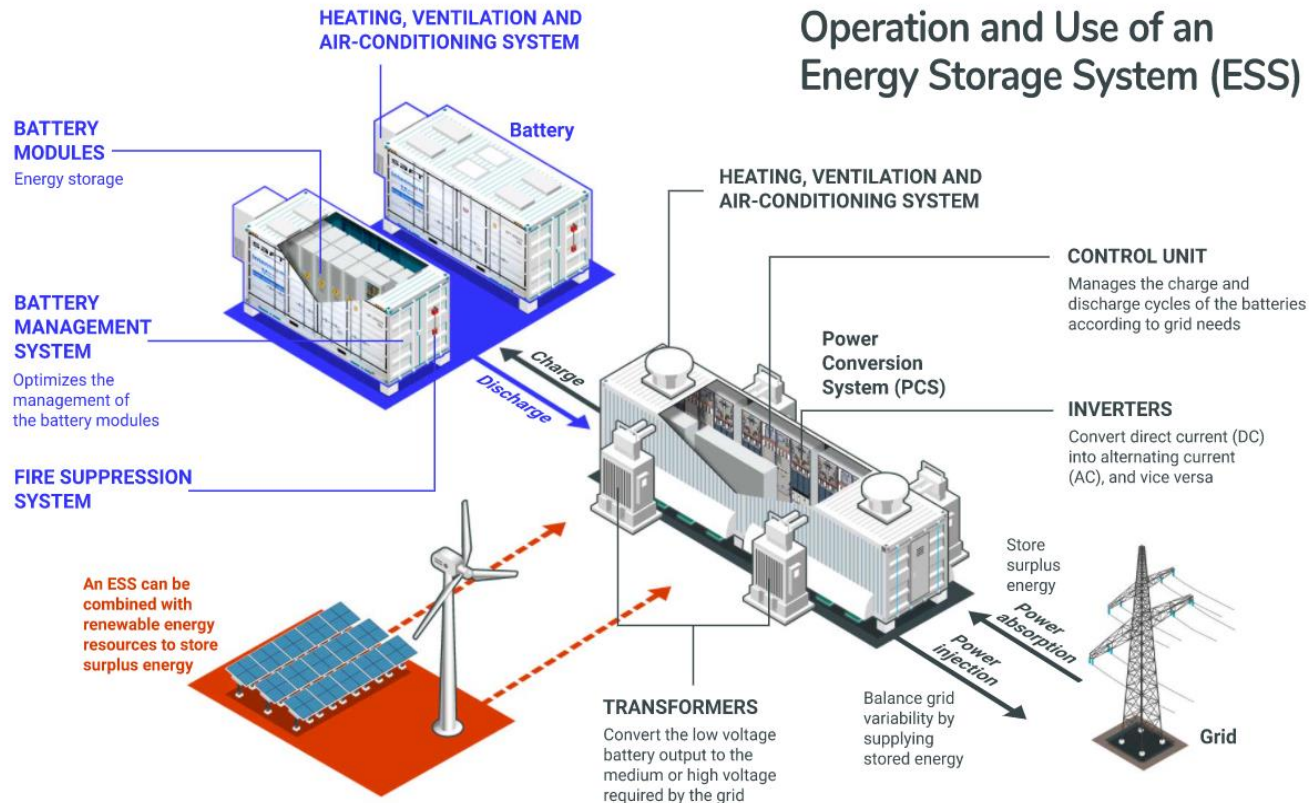 Operation and Use of an
Energy Storage System (ESS)
HEATING, VENTILATION AND
AIR-CONDITIONING SYSTEM
Battery
BATTERY
MODULES
Energy storage
BATTERY
MANAGEMENT
SYSTEM
Optimizes the
management of
the battery modules
FIRE SUPPRESSION
SYSTEM
saft
saft
Charge
Discharge
HEATING, VENTILATION AND
AIR-CONDITIONING SYSTEM
CONTROL UNIT
Manages the charge and
discharge cycles of the batteries
according to grid needs
Power
Conversion
System (PCS)
INVERTERS
Convert direct current (DC)
into alternating current
(AC), and vice versa
An ESS can be
combined with
renewable energy
resources to store
surplus energy
TRANSFORMERS
Convert the low voltage
battery output to the
medium or high voltage
required by the grid
Store
surplus
energy
Power
absorption
Power
injection
Balance grid
variability by
supplying
stored energy
Grid